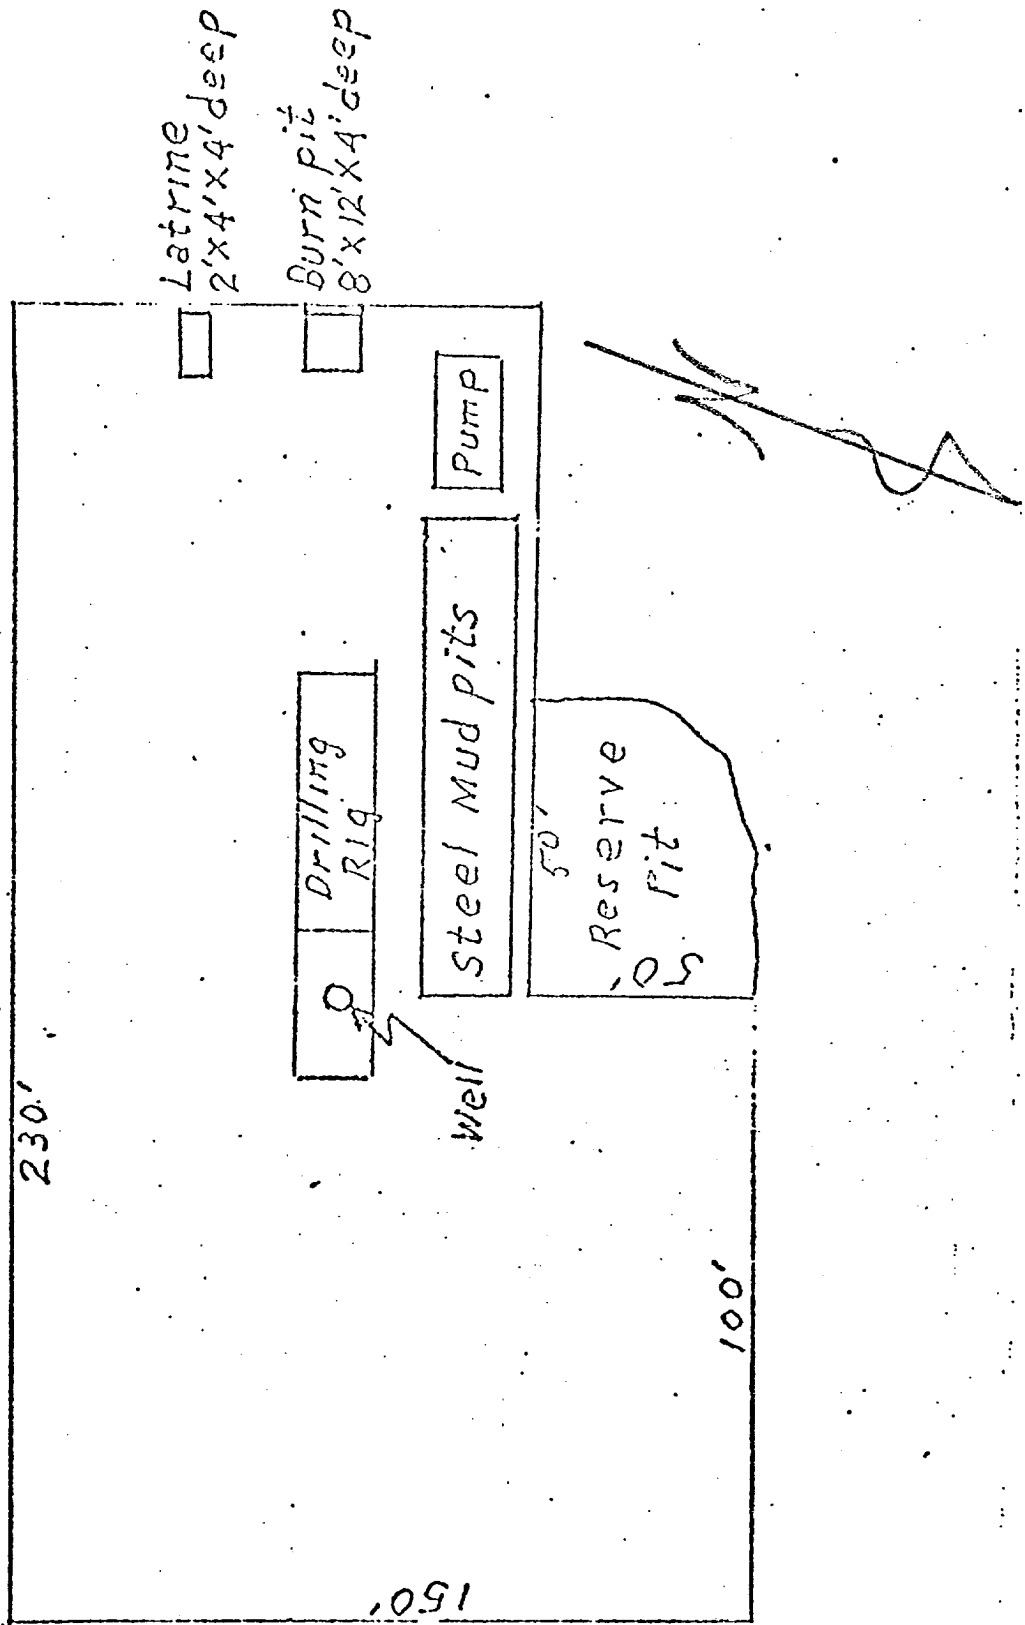 230'
Latrine
2'x4'x4'deep
Burn pit
8'x12'x4'deep
Drilling
Rig
Pump
Steel Mud pits
Well
50'
Reserve
Pit
50'
100'
150'
N
S